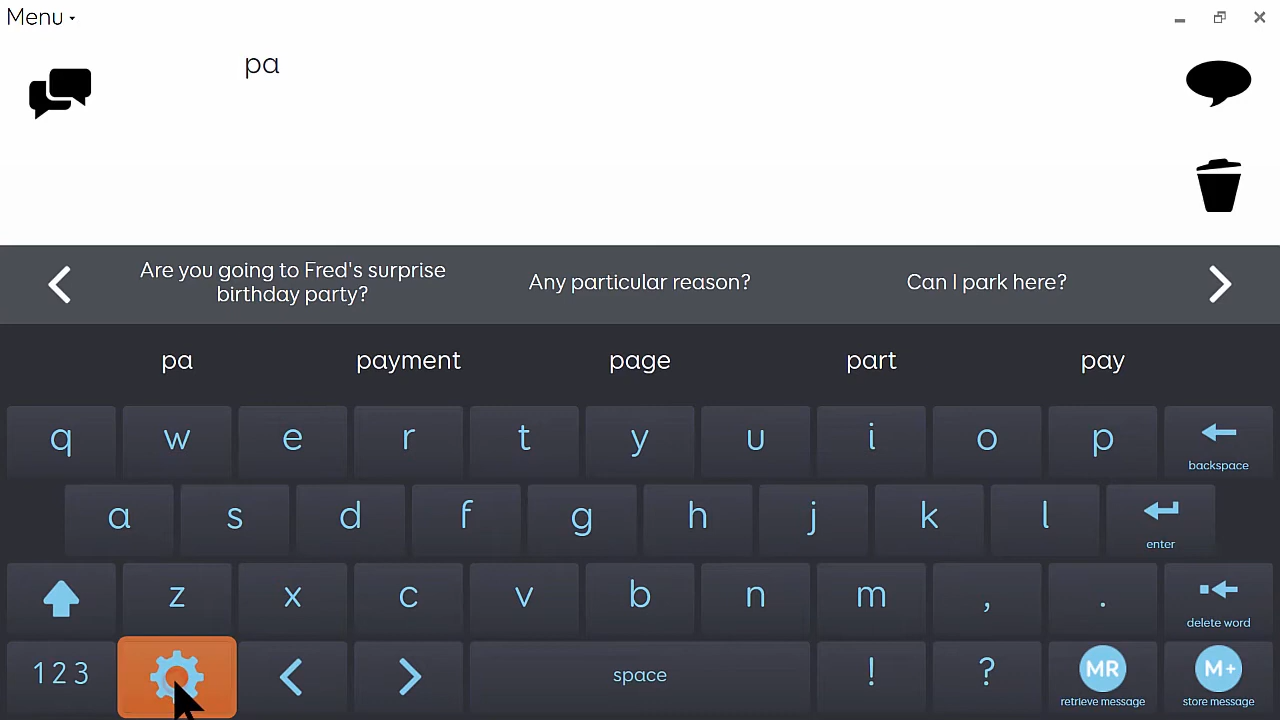 Menu
pa
Are you going to Fred's surprise
birthday party?
Any particular reason?
Can I park here?
pa payment page part pay
q w e r t y u i o p
backspace
a s d f g h j k l
enter
z x c v b n m , .
delete word
1 2 3
space
! ?
MR
retrieve message
M+
store message